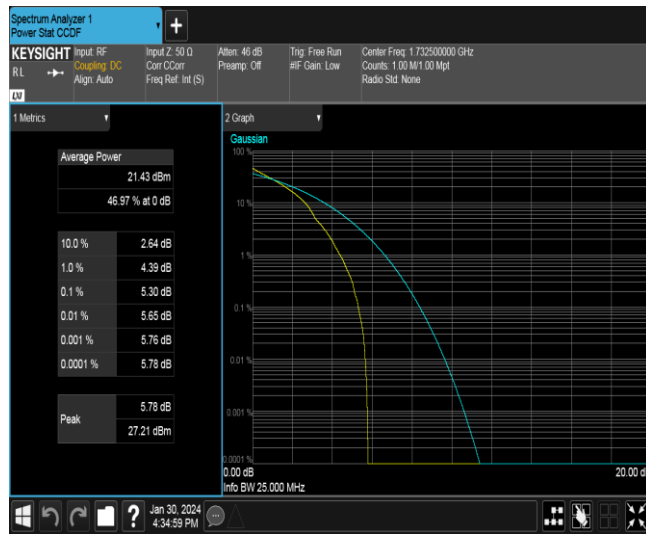 Spectrum Analyzer 1
Power Stat CCDF
+
KEYSIGHT
RL
LXI
Input: RF
Coupling: DC
Align: Auto
Input Z: 50 Ω
Corr CCorr
Freq Ref: Int (S)
Atten: 46 dB
Preamp: Off
Trig: Free Run
#IF Gain: Low
Center Freq: 1.732500000 GHz
Counts: 1.00 M/1.00 Mpt
Radio Std: None
1 Metrics
Average Power
21.43 dBm
46.97 % at 0 dB
10.0 % 2.64 dB
1.0 % 4.39 dB
0.1 % 5.30 dB
0.01 % 5.65 dB
0.001 % 5.76 dB
0.0001 % 5.78 dB
Peak
5.78 dB
27.21 dBm
2 Graph
Gaussian
100 %
10 %
1 %
0.1 %
0.01 %
0.001 %
0.0001 %
0.00 dB 20.00 d
Info BW 25.000 MHz
?
Jan 30, 2024
4:34:59 PM